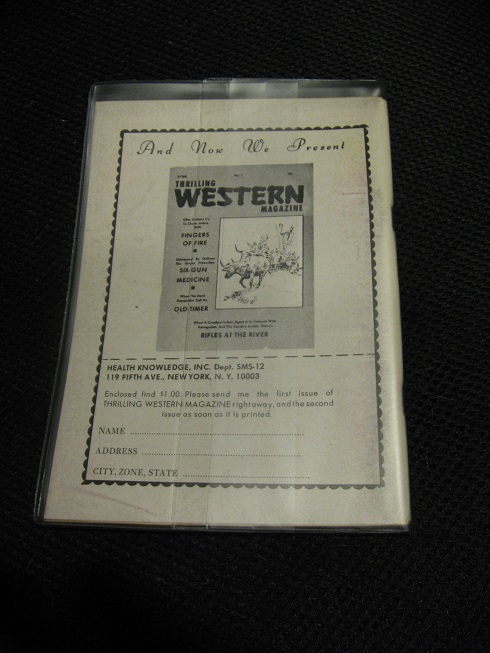 And Now We Present
THRILLING
WESTERN
MAGAZINE
FINGERS
OF FIRE
SIX-GUN
MEDICINE
OLD-TIMER
RIFLES AT THE RIVER
HEALTH KNOWLEDGE, INC. Dept. SMS-12
119 FIFTH AVE., NEW YORK, N. Y. 10003
Enclosed find $1.00. Please send me the first issue of
THRILLING WESTERN MAGAZINE right away, and the second
issue as soon as it is printed.
NAME
ADDRESS
CITY, ZONE, STATE